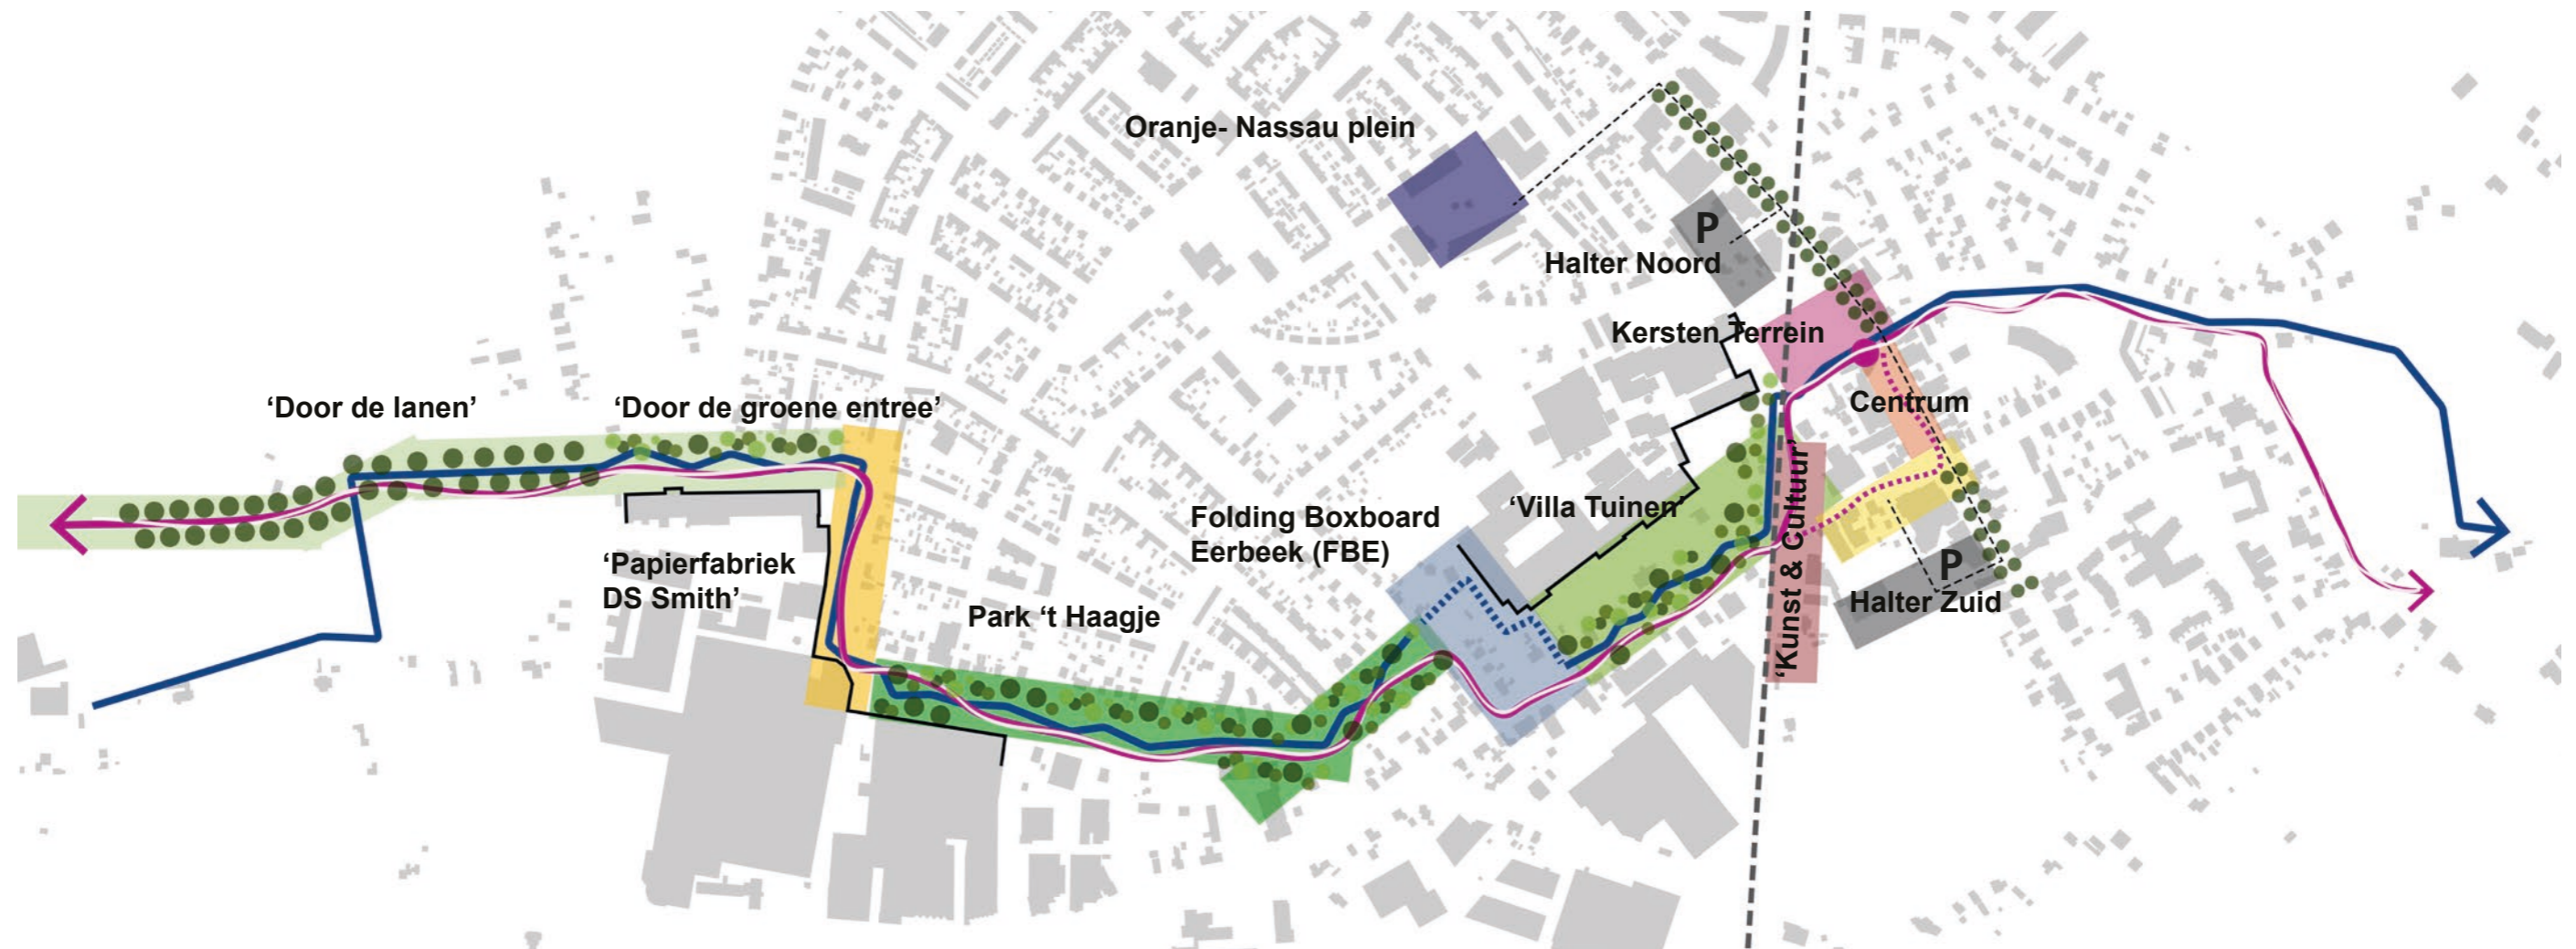 Oranje- Nassau plein
P
Halter Noord
Kersten Terrein
Centrum
‘Door de lanen’
‘Door de groene entree’
‘Papierfabriek
DS Smith’
Park ‘t Haagje
Folding Boxboard
Eerbeek (FBE)
‘Villa Tuinen’
‘Kunst & Cultuur’
P
Halter Zuid